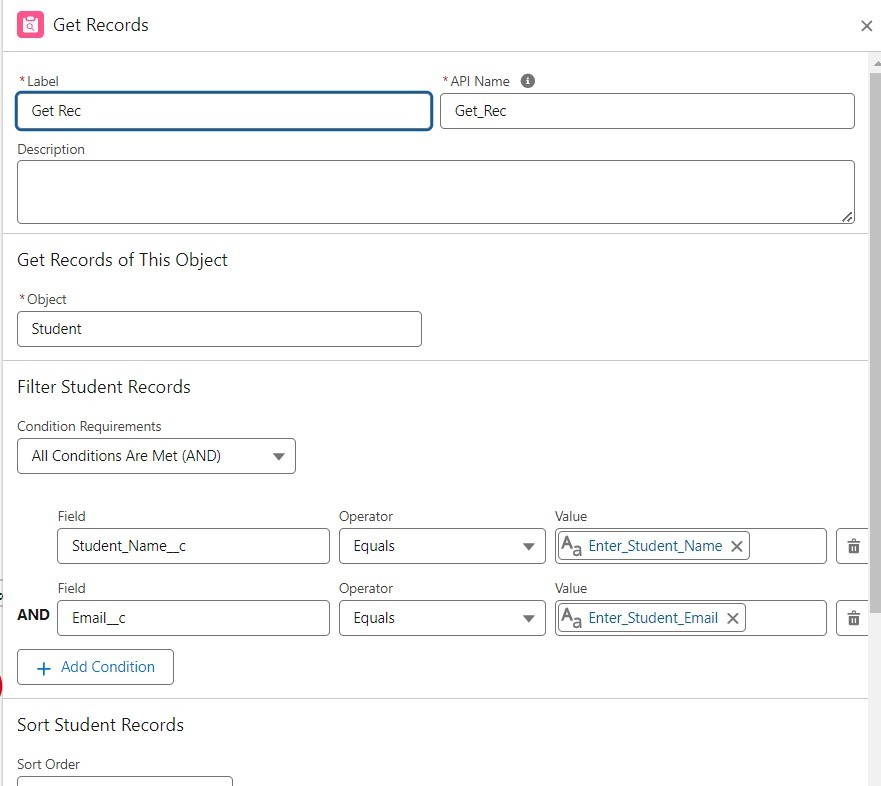 Get Records
* Label
* API Name
Get Rec
Get_Rec
Description
Get Records of This Object
* Object
Student
Filter Student Records
Condition Requirements
All Conditions Are Met (AND)
Field Operator Value
Student_Name__c Equals Aa Enter_Student_Name
Field Operator Value
AND Email__c Equals Aa Enter_Student_Email
+ Add Condition
Sort Student Records
Sort Order